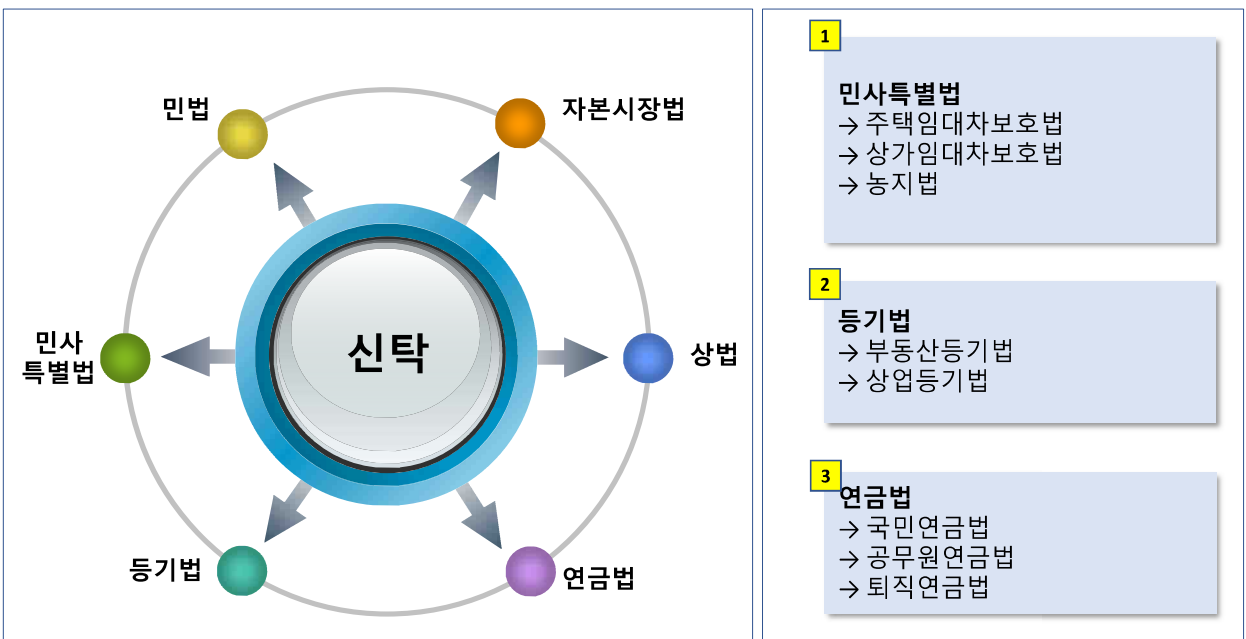 민법
자본시장법
민사
특별법
신탁
상법
등기법
연금법
1
민사특별법
→ 주택임대차보호법
→ 상가임대차보호법
→ 농지법
2
등기법
→ 부동산등기법
→ 상업등기법
3
연금법
→ 국민연금법
→ 공무원연금법
→ 퇴직연금법